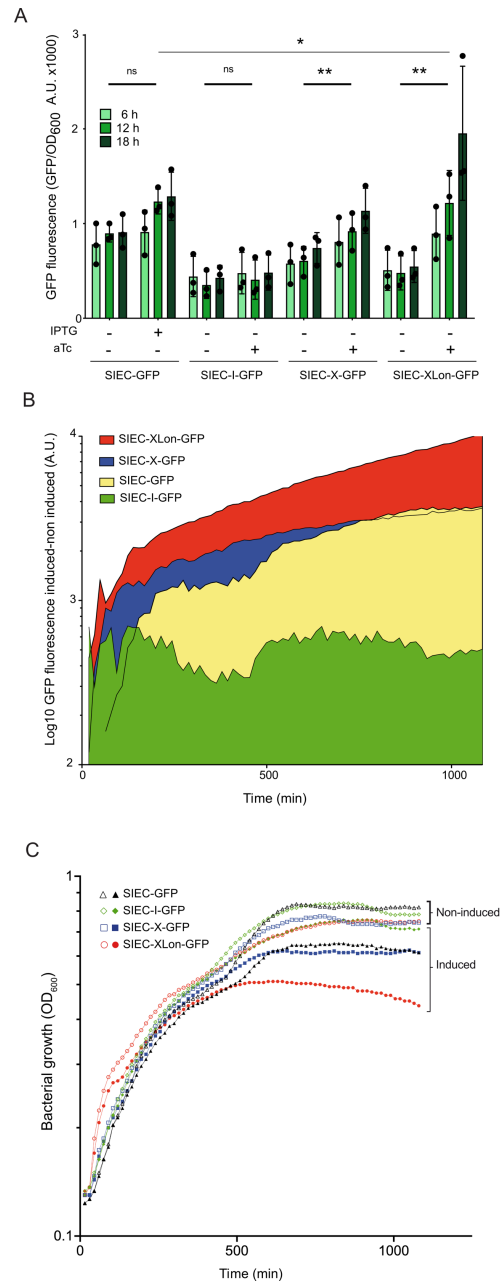 A
GFP fluorescence (GFP/OD600 A.U. x1000)
3
2
1
0
*
ns
ns
**
**
6 h
12 h
18 h
IPTG - + - - - - - -
aTc - - - + - + - +
SIEC-GFP SIEC-I-GFP SIEC-X-GFP SIEC-XLon-GFP
B
Log10 GFP fluorescence induced-non induced (A.U.)
4
3
2
SIEC-XLon-GFP
SIEC-X-GFP
SIEC-GFP
SIEC-I-GFP
0 500 1000
Time (min)
C
Bacterial growth (OD600)
1
0.1
SIEC-GFP
SIEC-I-GFP
SIEC-X-GFP
SIEC-XLon-GFP
Non-induced
Induced
0 500 1000
Time (min)